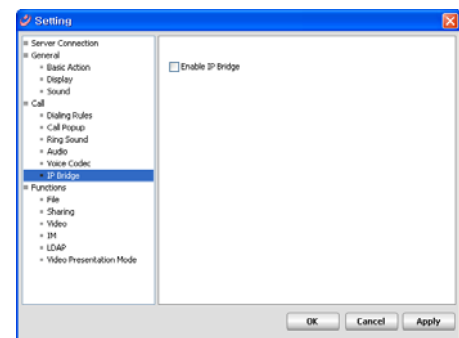 Setting
Server Connection
General
Basic Action
Display
Sound
Call
Dialing Rules
Call Popup
Ring Sound
Audio
Voice Codec
IP Bridge
Functions
File
Sharing
Video
IM
LDAP
Video Presentation Mode
Enable IP Bridge
OK Cancel Apply